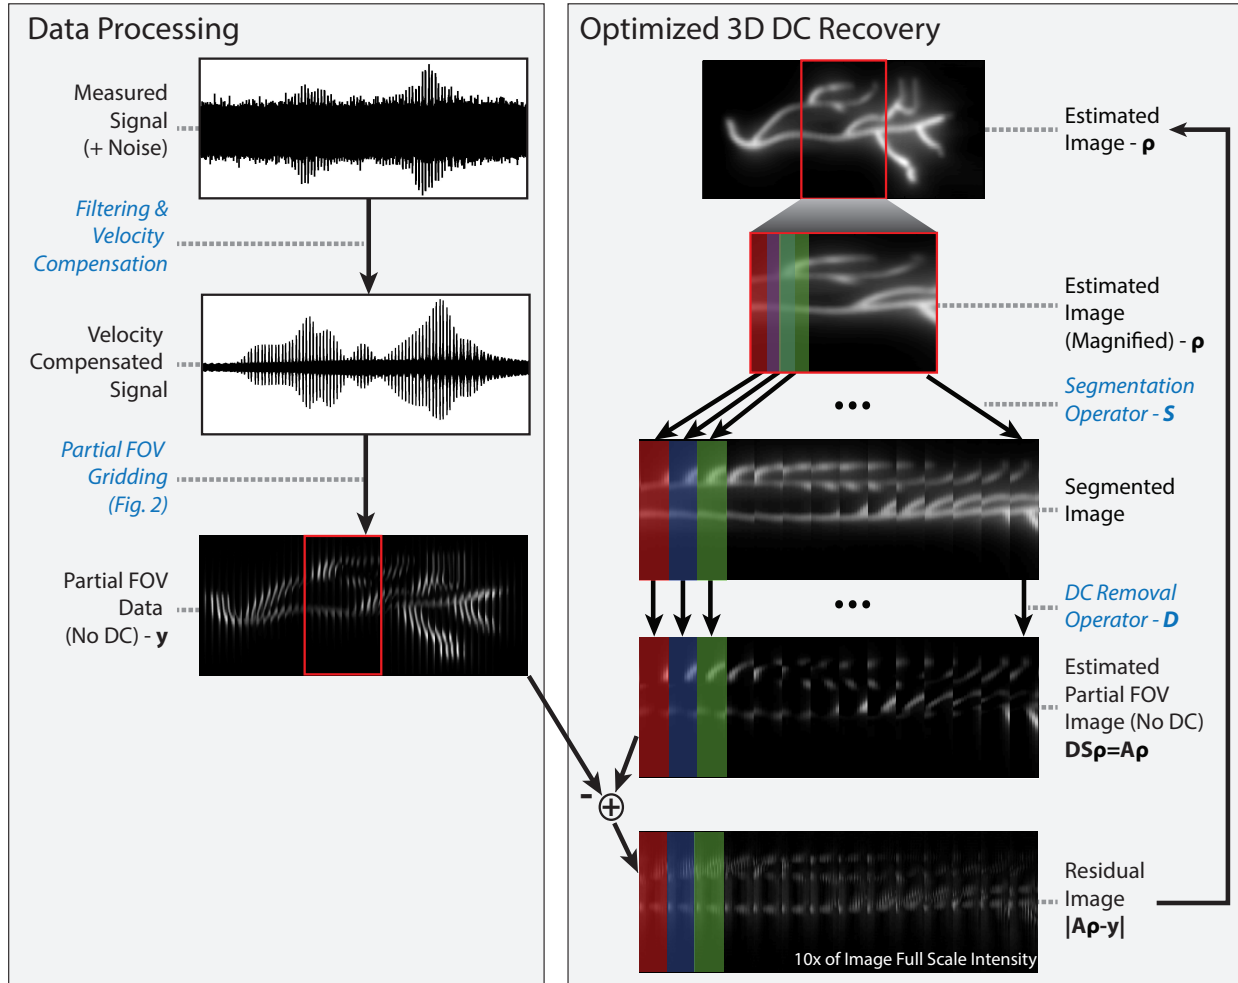 Data Processing
Measured
Signal
(+ Noise)
Filtering &
Velocity
Compensation
Velocity
Compensated
Signal
Partial FOV
Gridding
(Fig. 2)
Partial FOV
Data
(No DC) - y
Optimized 3D DC Recovery
Estimated
Image - ρ
Estimated
Image
(Magnified) - ρ
Segmentation
Operator - S
•••
Segmented
Image
DC Removal
Operator - D
•••
Estimated
Partial FOV
Image (No DC)
DSρ=Aρ
- +
Residual
Image
|Aρ-y|
10x of Image Full Scale Intensity